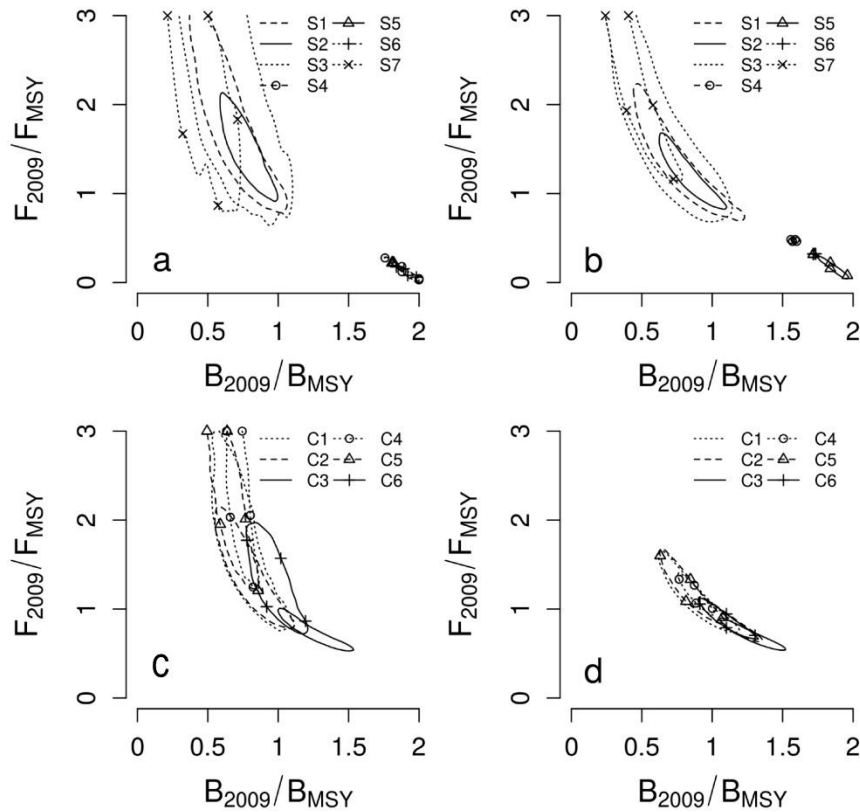 S1 S5
S2 S6
S3 S7
S4
F2009/FMSY
0 1 2 3
a
0 0.5 1 1.5 2
B2009/BMSY
S1 S5
S2 S6
S3 S7
S4
F2009/FMSY
0 1 2 3
b
0 0.5 1 1.5 2
B2009/BMSY
C1 C4
C2 C5
C3 C6
F2009/FMSY
0 1 2 3
c
0 0.5 1 1.5 2
B2009/BMSY
C1 C4
C2 C5
C3 C6
F2009/FMSY
0 1 2 3
d
0 0.5 1 1.5 2
B2009/BMSY